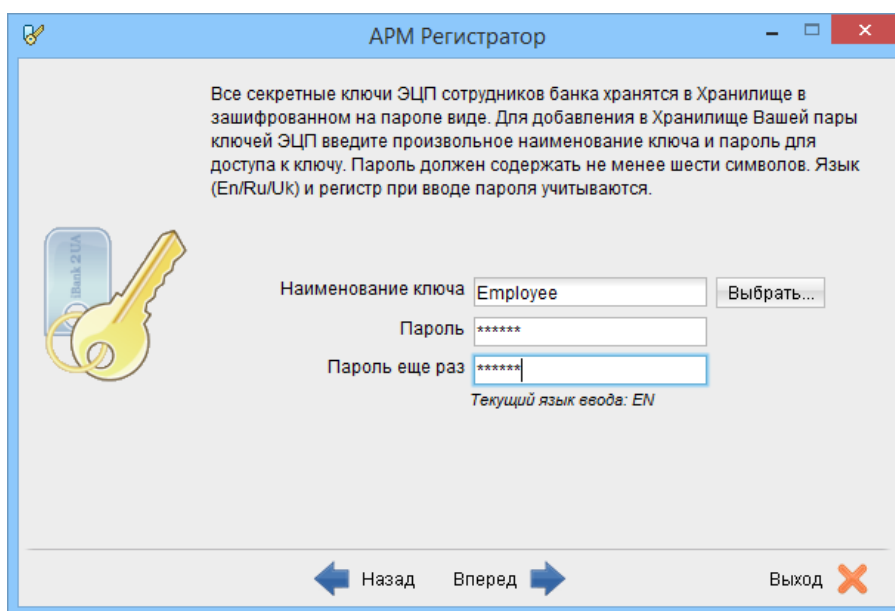 АРМ Регистратор
Все секретные ключи ЭЦП сотрудников банка хранятся в Хранилище в
зашифрованном на пароле виде. Для добавления в Хранилище Вашей пары
ключей ЭЦП введите произвольное наименование ключа и пароль для
доступа к ключу. Пароль должен содержать не менее шести символов. Язык
(En/Ru/Uk) и регистр при вводе пароля учитываются.
iBank 2 UA
Наименование ключа Employee Выбрать...
Пароль ******
Пароль еще раз ******
Текущий язык ввода: EN
Назад Вперед Выход